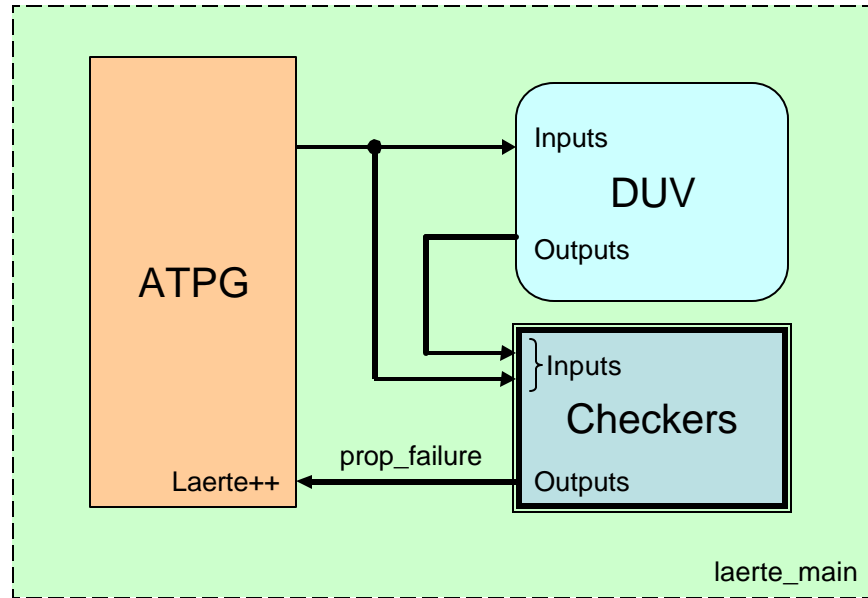 Inputs
DUV
Outputs
ATPG
Inputs
Checkers
prop_failure
Laerte++
Outputs
laerte_main